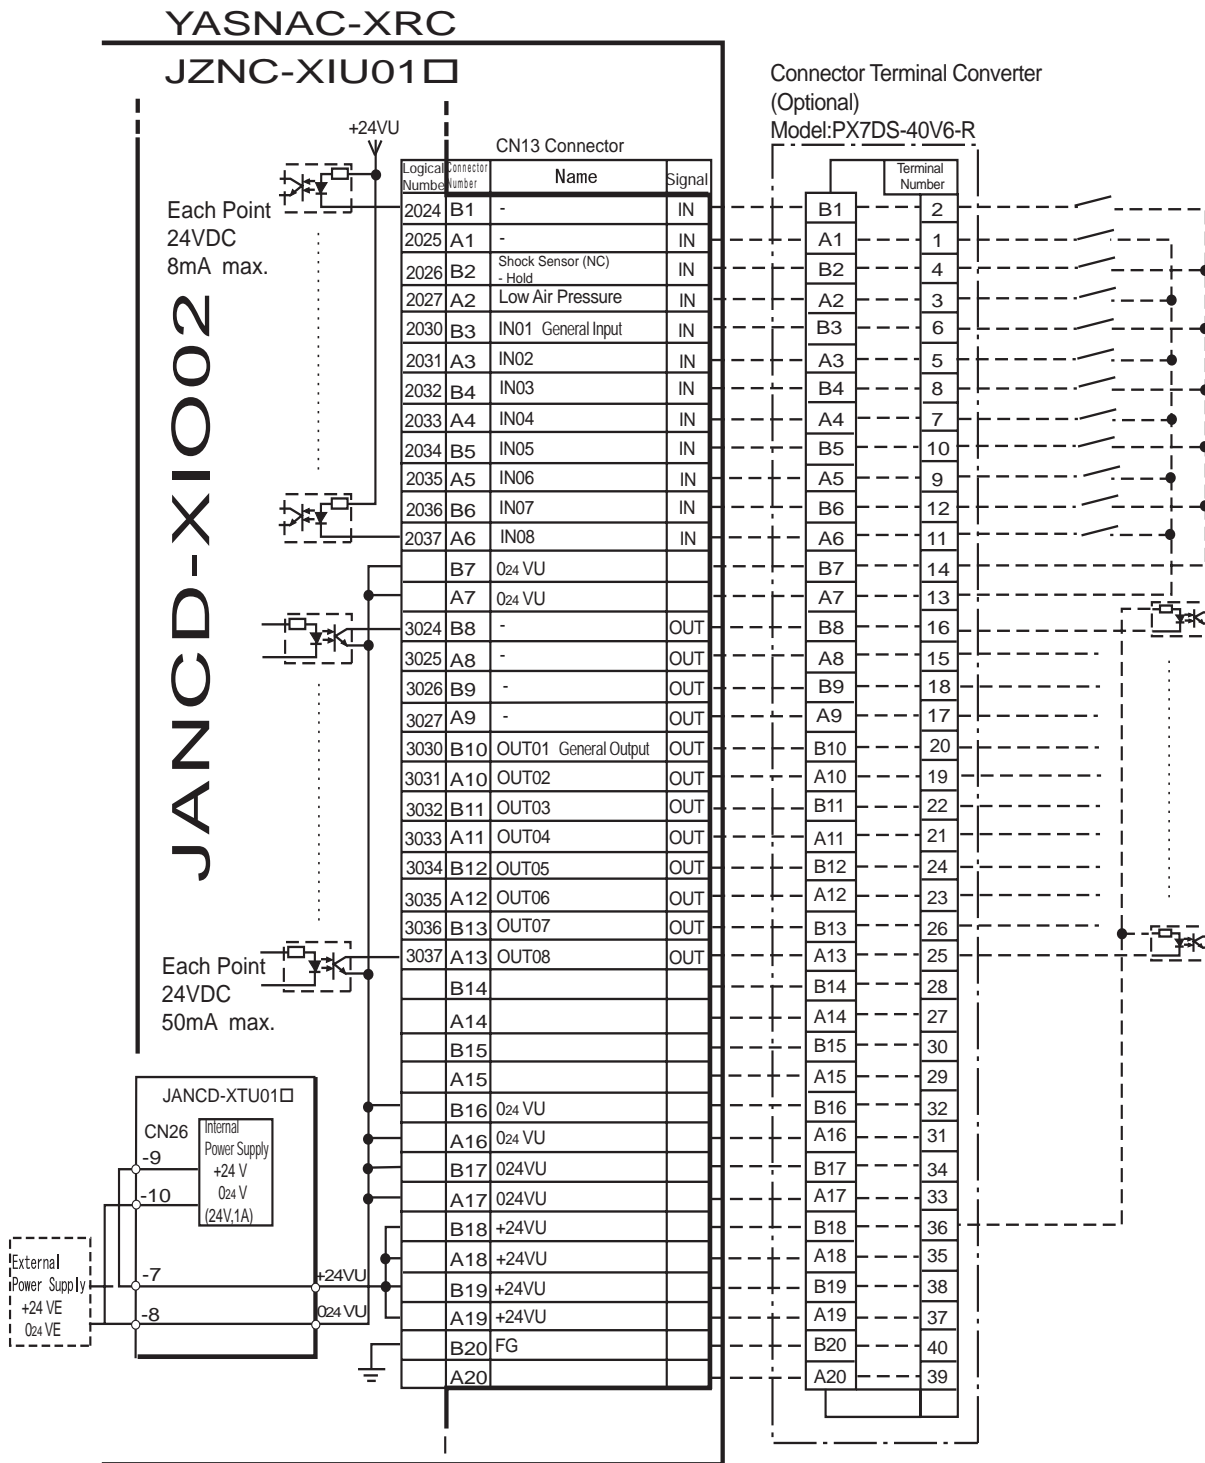 YASNAC-XRC
JZNC-XIU01□
Connector Terminal Converter
(Optional)
Model:PX7DS-40V6-R
+24VU
CN13 Connector
Logical Numbe Connector Number Name Signal
Terminal Number
Each Point
24VDC
8mA max.
JANCD-XIO002
2024 B1 - IN B1 2
2025 A1 - IN A1 1
2026 B2 Shock Sensor (NC) - Hold IN B2 4
2027 A2 Low Air Pressure IN A2 3
2030 B3 IN01 General Input IN B3 6
2031 A3 IN02 IN A3 5
2032 B4 IN03 IN B4 8
2033 A4 IN04 IN A4 7
2034 B5 IN05 IN B5 10
2035 A5 IN06 IN A5 9
2036 B6 IN07 IN B6 12
2037 A6 IN08 IN A6 11
B7 024 VU B7 14
A7 024 VU A7 13
3024 B8 - OUT B8 16
3025 A8 - OUT A8 15
3026 B9 - OUT B9 18
3027 A9 - OUT A9 17
3030 B10 OUT01 General Output OUT B10 20
3031 A10 OUT02 OUT A10 19
3032 B11 OUT03 OUT B11 22
3033 A11 OUT04 OUT A11 21
3034 B12 OUT05 OUT B12 24
3035 A12 OUT06 OUT A12 23
3036 B13 OUT07 OUT B13 26
3037 A13 OUT08 OUT A13 25
Each Point
24VDC
50mA max.
B14 B14 28
A14 A14 27
B15 B15 30
A15 A15 29
B16 024 VU B16 32
A16 024 VU A16 31
B17 024VU B17 34
A17 024VU A17 33
B18 +24VU B18 36
A18 +24VU A18 35
B19 +24VU B19 38
A19 +24VU A19 37
B20 FG B20 40
A20 A20 39
JANCD-XTU01□
CN26
Internal
Power Supply
+24 V
024 V
(24V,1A)
-9
-10
-7
-8
+24VU
024 VU
External
Power Supply
+24 VE
024 VE